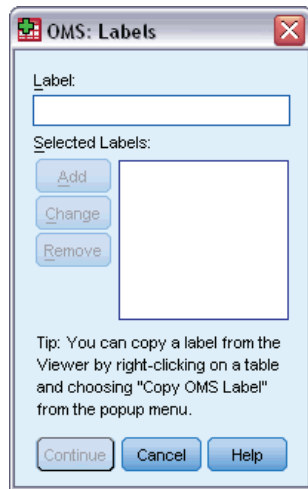 OMS: Labels
Label:
Selected Labels:
Add
Change
Remove
Tip: You can copy a label from the
Viewer by right-clicking on a table
and choosing "Copy OMS Label"
from the popup menu.
Continue Cancel Help